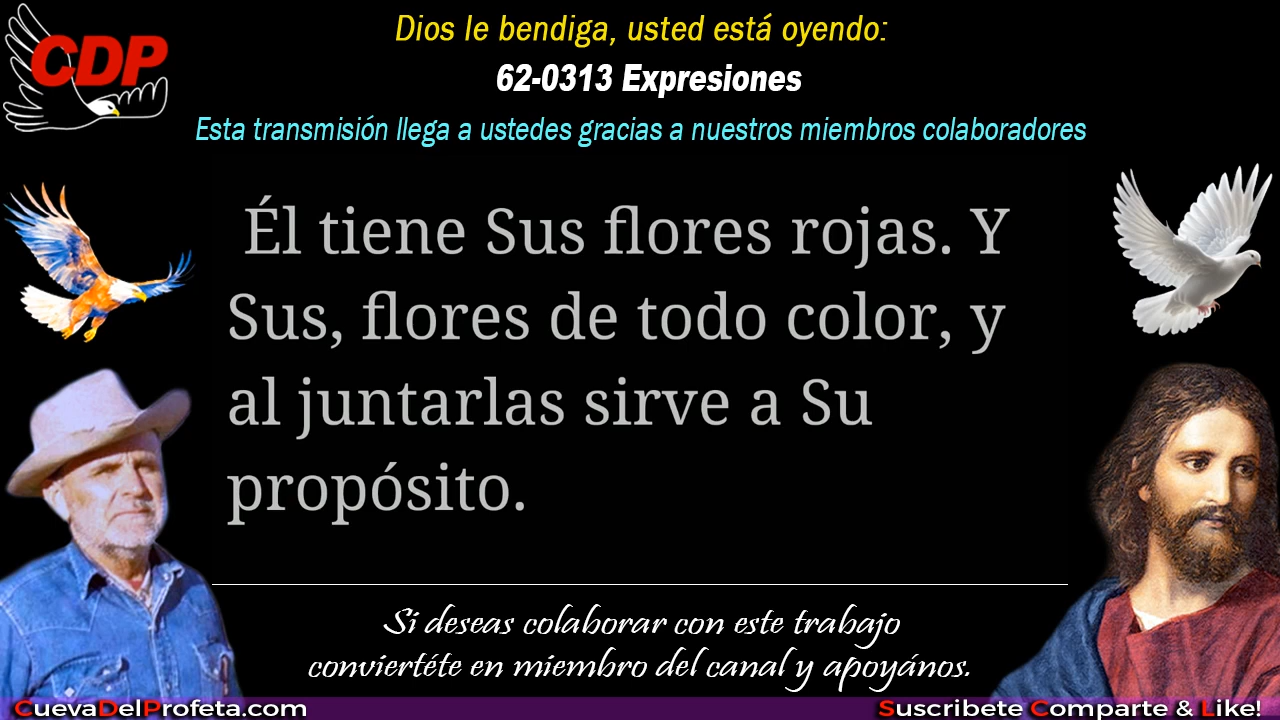 CDP
Dios le bendiga, usted está oyendo:
62-0313 Expresiones
Esta transmisión llega a ustedes gracias a nuestros miembros colaboradores
Él tiene Sus flores rojas. Y
Sus, flores de todo color, y
al juntarlas sirve a Su
propósito.
Si deseas colaborar con este trabajo
conviertéte en miembro del canal y apoyános.
CuevaDelProfeta.com
Suscribete Comparte & Like!